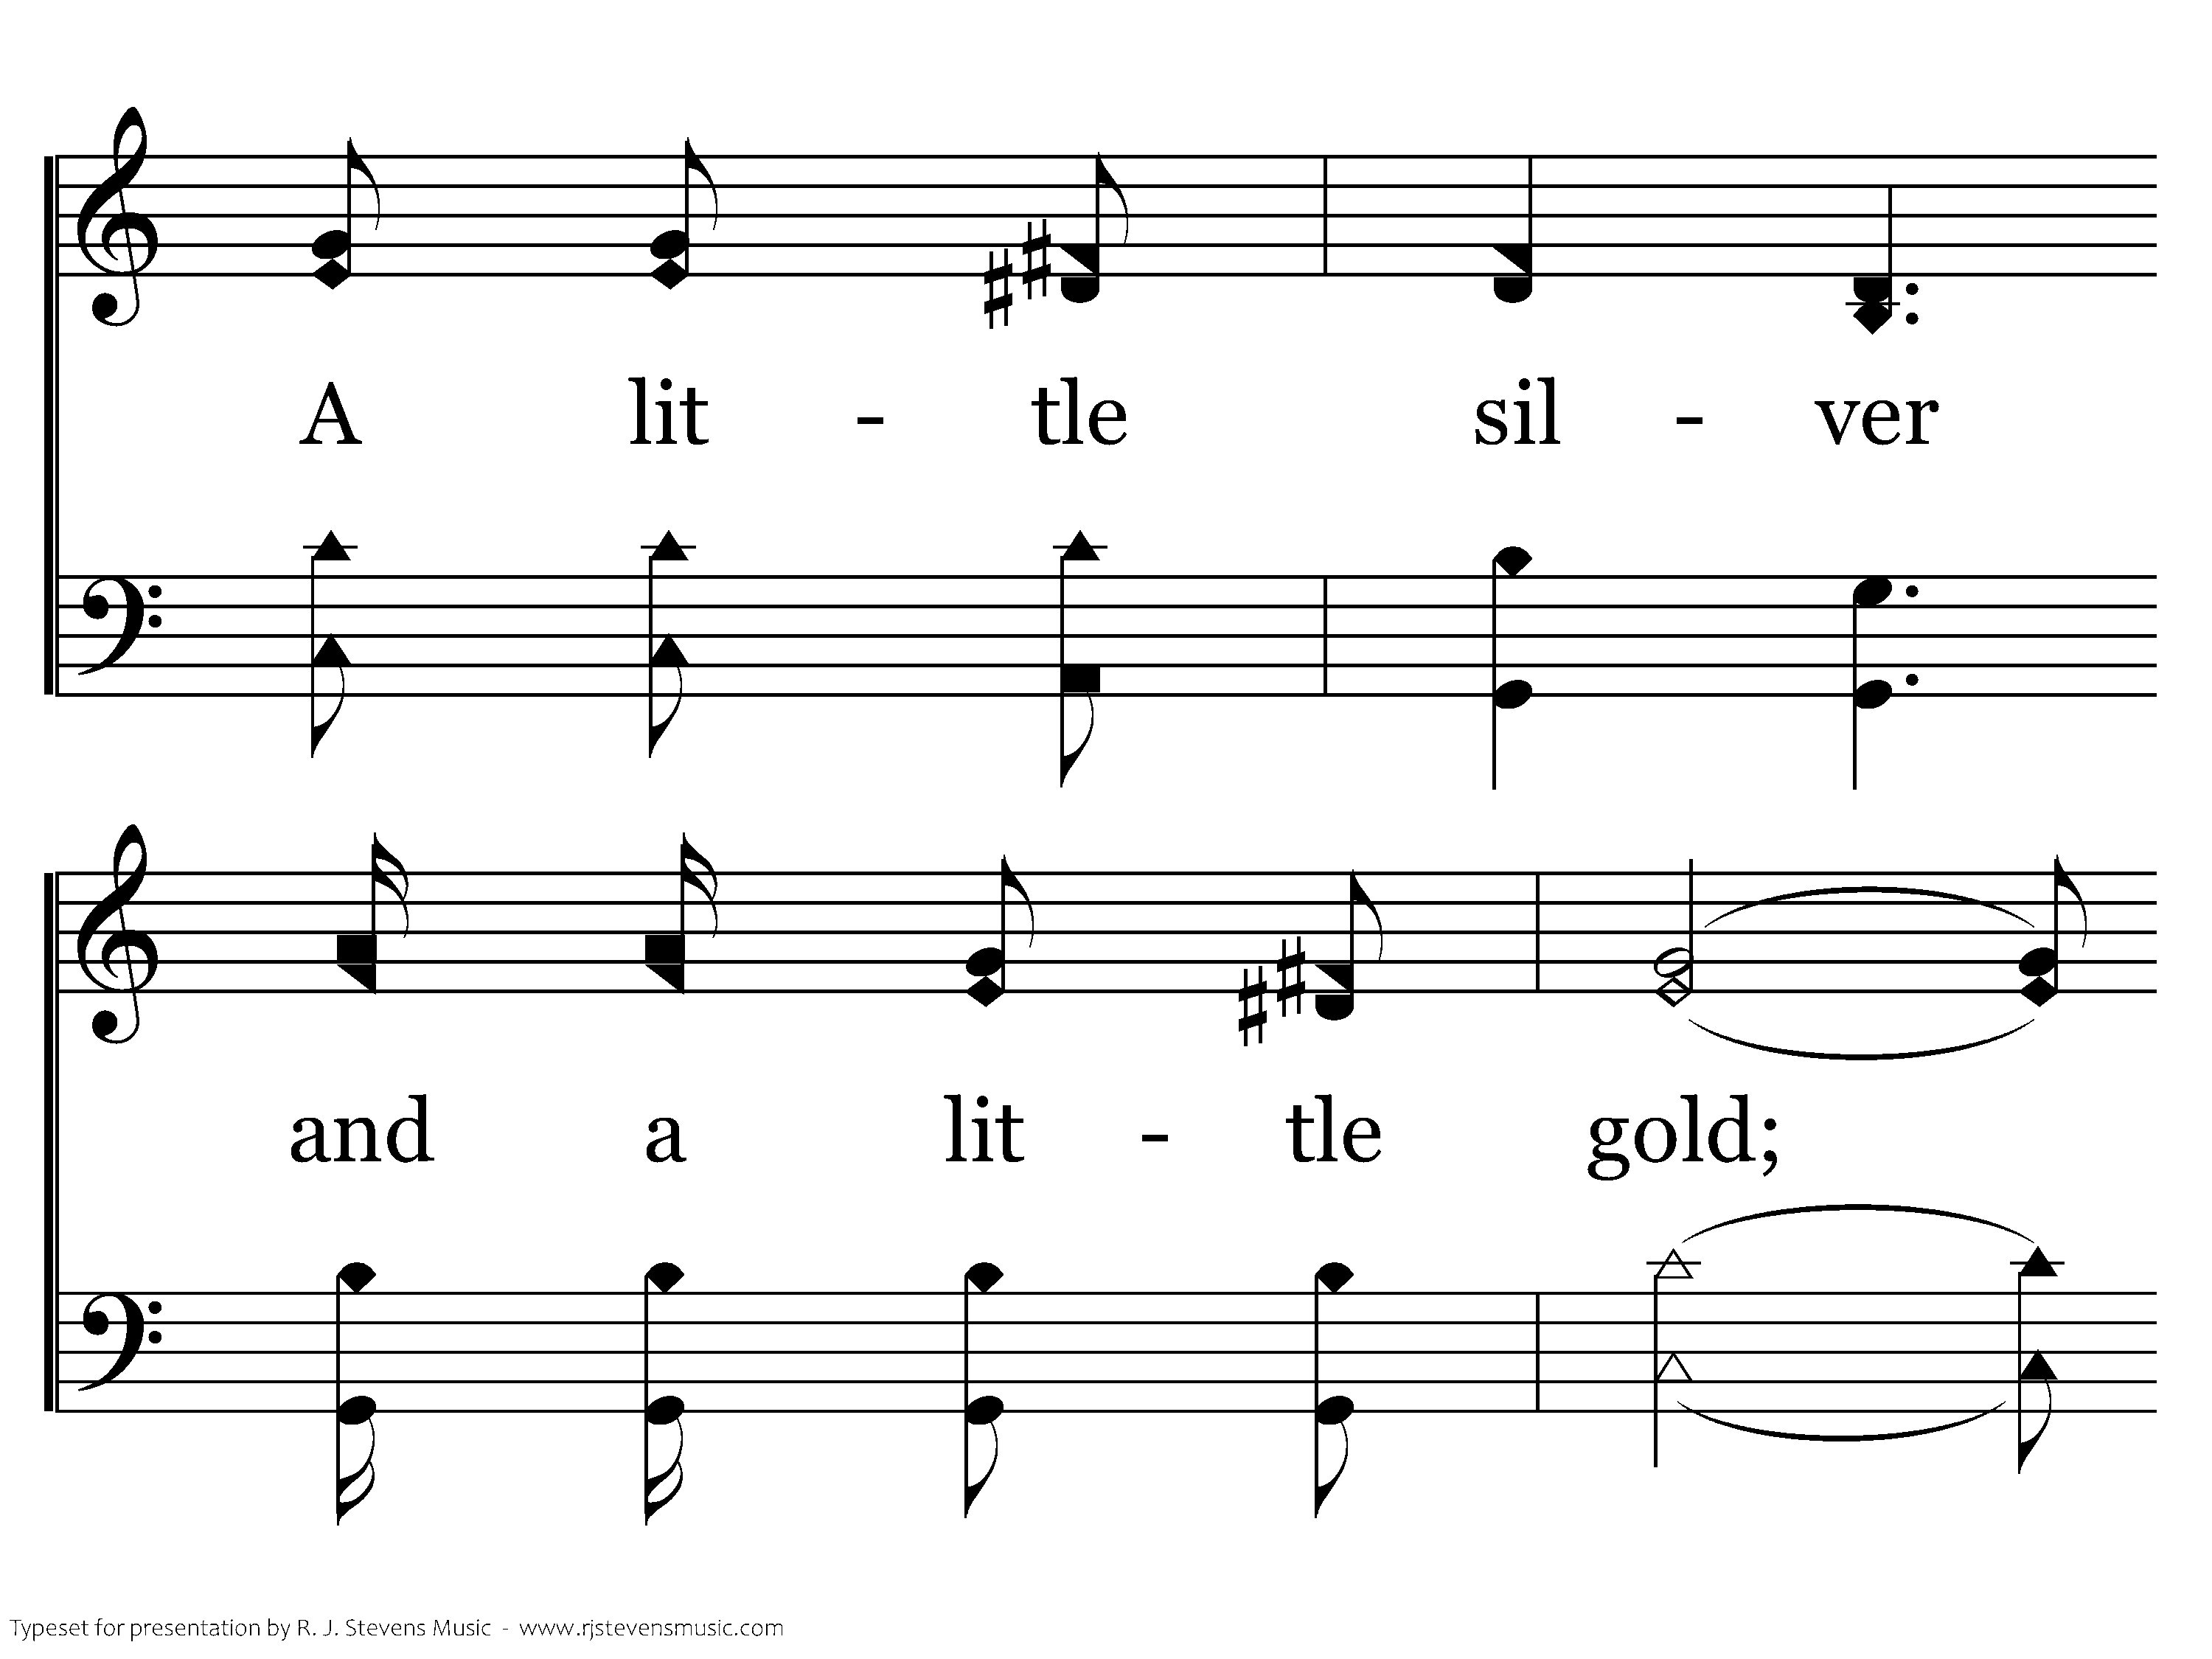 A lit - tle sil - ver
and a lit - tle gold;
Typeset for presentation by R. J. Stevens Music - www.rjstevensmusic.com